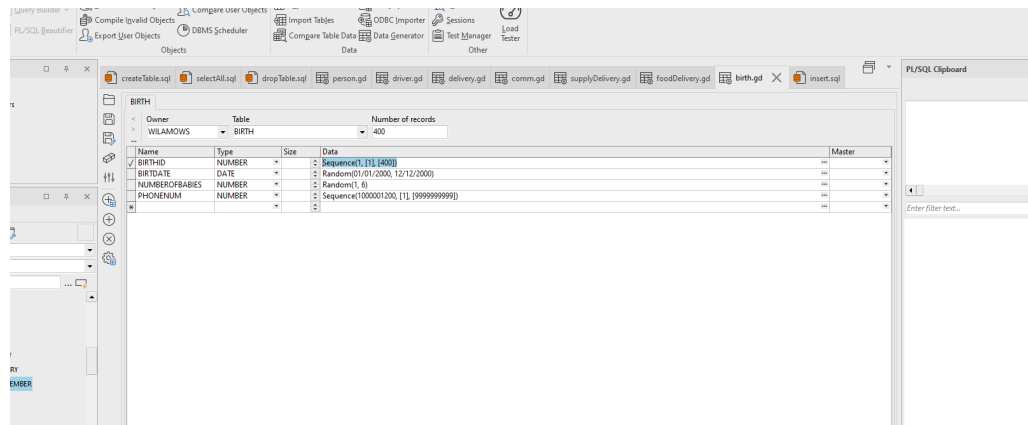 Query Builder
PL/SQL Beautifier
Compile Invalid Objects
Export User Objects
Compare User Objects
DBMS Scheduler
Objects
Import Tables
ODBC Importer
Compare Table Data
Data Generator
Data
Sessions
Test Manager
Load
Tester
Other
createTable.sql selectAll.sql dropTable.sql person.gd driver.gd delivery.gd comm.gd supplyDelivery.gd foodDelivery.gd birth.gd insert.sql
PL/SQL Clipboard
BIRTH
Owner Table Number of records
WILAMOWS BIRTH 400
Name Type Size Data Master
BIRTHID NUMBER Sequence(1, [1], [400])
BIRTDATE DATE Random(01/01/2000, 12/12/2000)
NUMBEROFBABIES NUMBER Random(1, 6)
PHONENUM NUMBER Sequence(1000001200, [1], [9999999999])
Enter filter text...
RY
EMBER